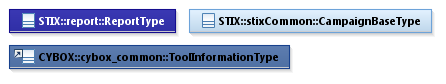 STIX::report::ReportType
STIX::stixCommon::CampaignBaseType
CYBOX::cybox_common::ToolInformationType